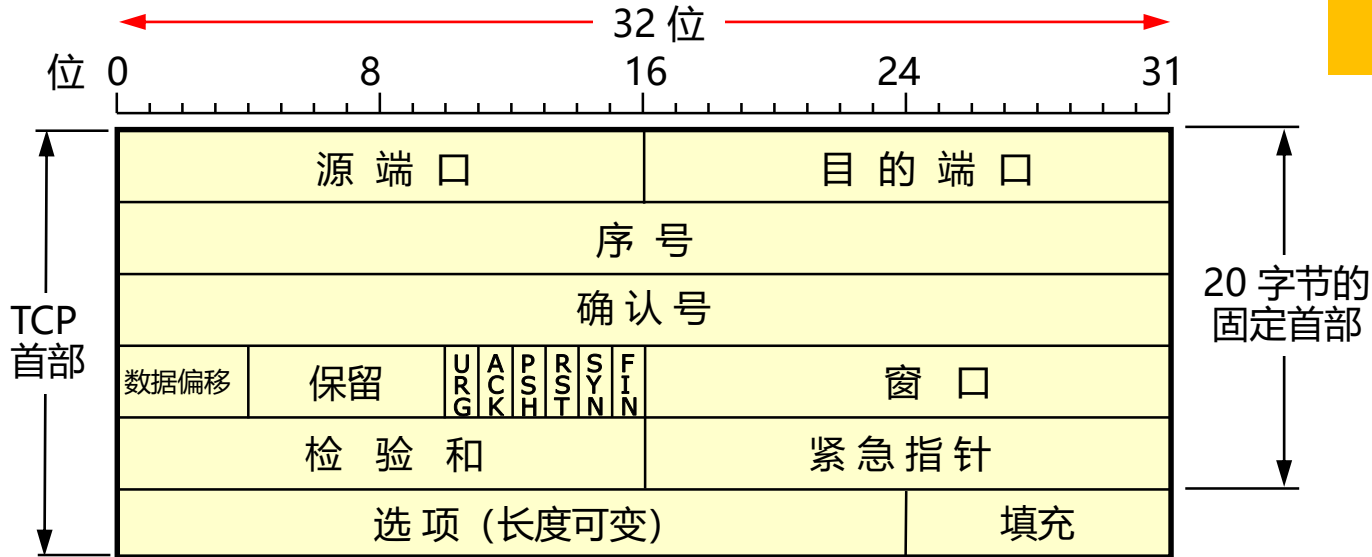 32 位
位 0 8 16 24 31
源端口 目的端口
序号
确认号
数据偏移 保留 URG ACK PSH RST SYN FIN 窗口
检验和 紧急指针
选项 (长度可变) 填充
TCP
首部
20 字节的
固定首部